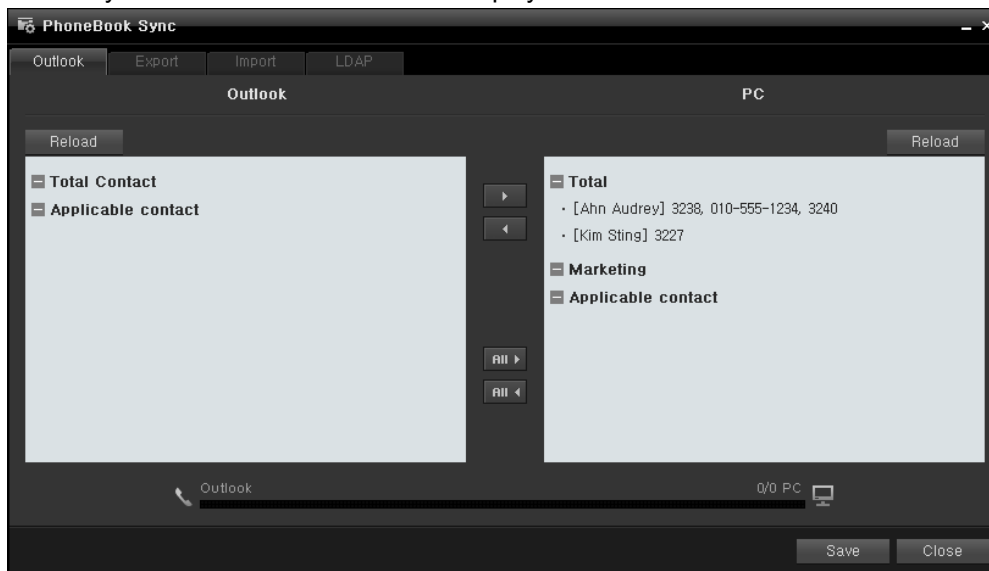 PhoneBook Sync
Outlook Export Import LDAP
Outlook PC
Reload Reload
Total Contact
Applicable contact
Total
[Ahn Audrey] 3238, 010-555-1234, 3240
[Kim Sting] 3227
Marketing
Applicable contact
All
All
Outlook 0/0 PC
Save Close